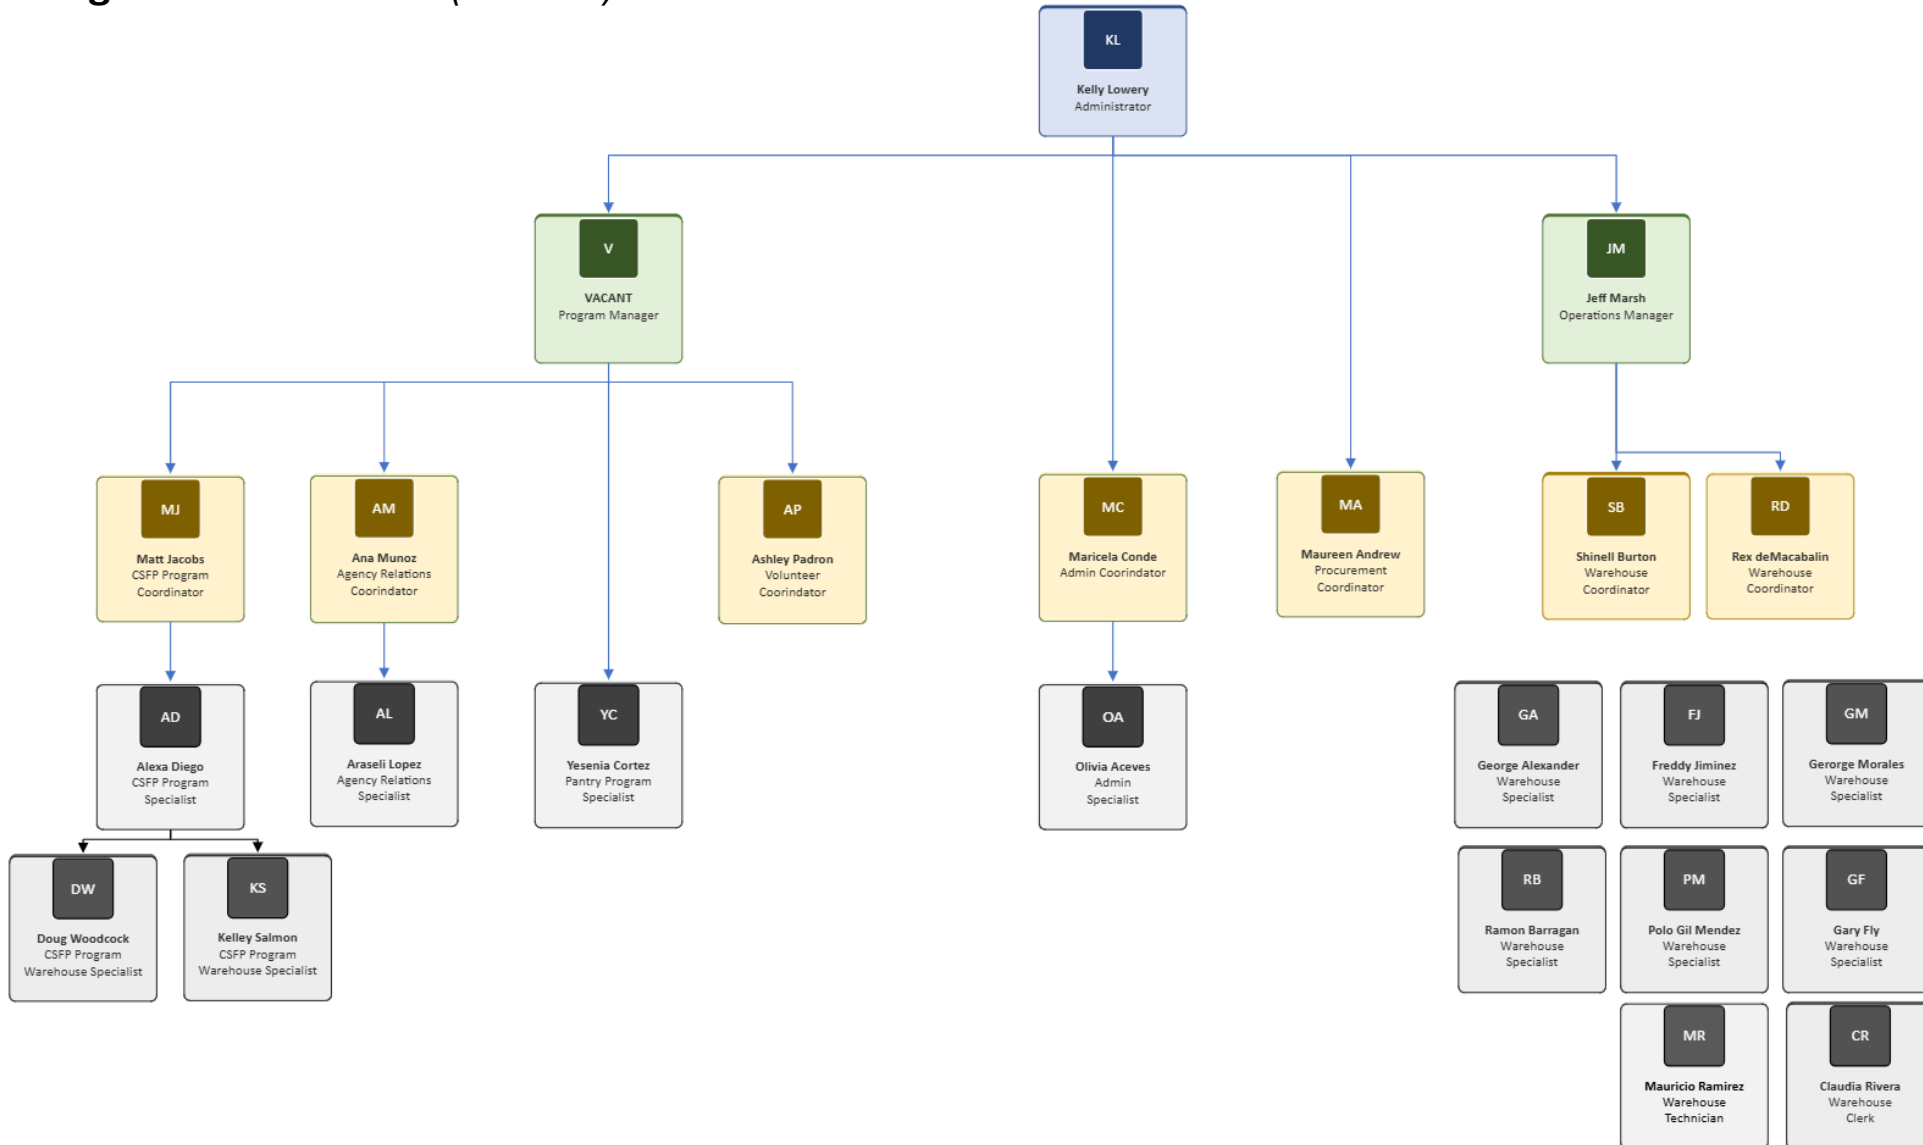 KL
Kelly Lowery
Administrator
V
VACANT
Program Manager
JM
Jeff Marsh
Operations Manager
MJ
Matt Jacobs
CSFP Program
Coordinator
AM
Ana Munoz
Agency Relations
Coorindator
AP
Ashley Padron
Volunteer
Coorindator
MC
Maricela Conde
Admin Coorindator
MA
Maureen Andrew
Procurement
Coordinator
SB
Shinell Burton
Warehouse
Coordinator
RD
Rex deMacabalin
Warehouse
Coordinator
AD
Alexa Diego
CSFP Program
Specialist
AL
Araseli Lopez
Agency Relations
Specialist
YC
Yesenia Cortez
Pantry Program
Specialist
OA
Olivia Aceves
Admin
Specialist
GA
George Alexander
Warehouse
Specialist
FJ
Freddy Jiminez
Warehouse
Specialist
GM
Gerorge Morales
Warehouse
Specialist
DW
Doug Woodcock
CSFP Program
Warehouse Specialist
KS
Kelley Salmon
CSFP Program
Warehouse Specialist
RB
Ramon Barragan
Warehouse
Specialist
PM
Polo Gil Mendez
Warehouse
Specialist
GF
Gary Fly
Warehouse
Specialist
MR
Mauricio Ramirez
Warehouse
Technician
CR
Claudia Rivera
Warehouse
Clerk